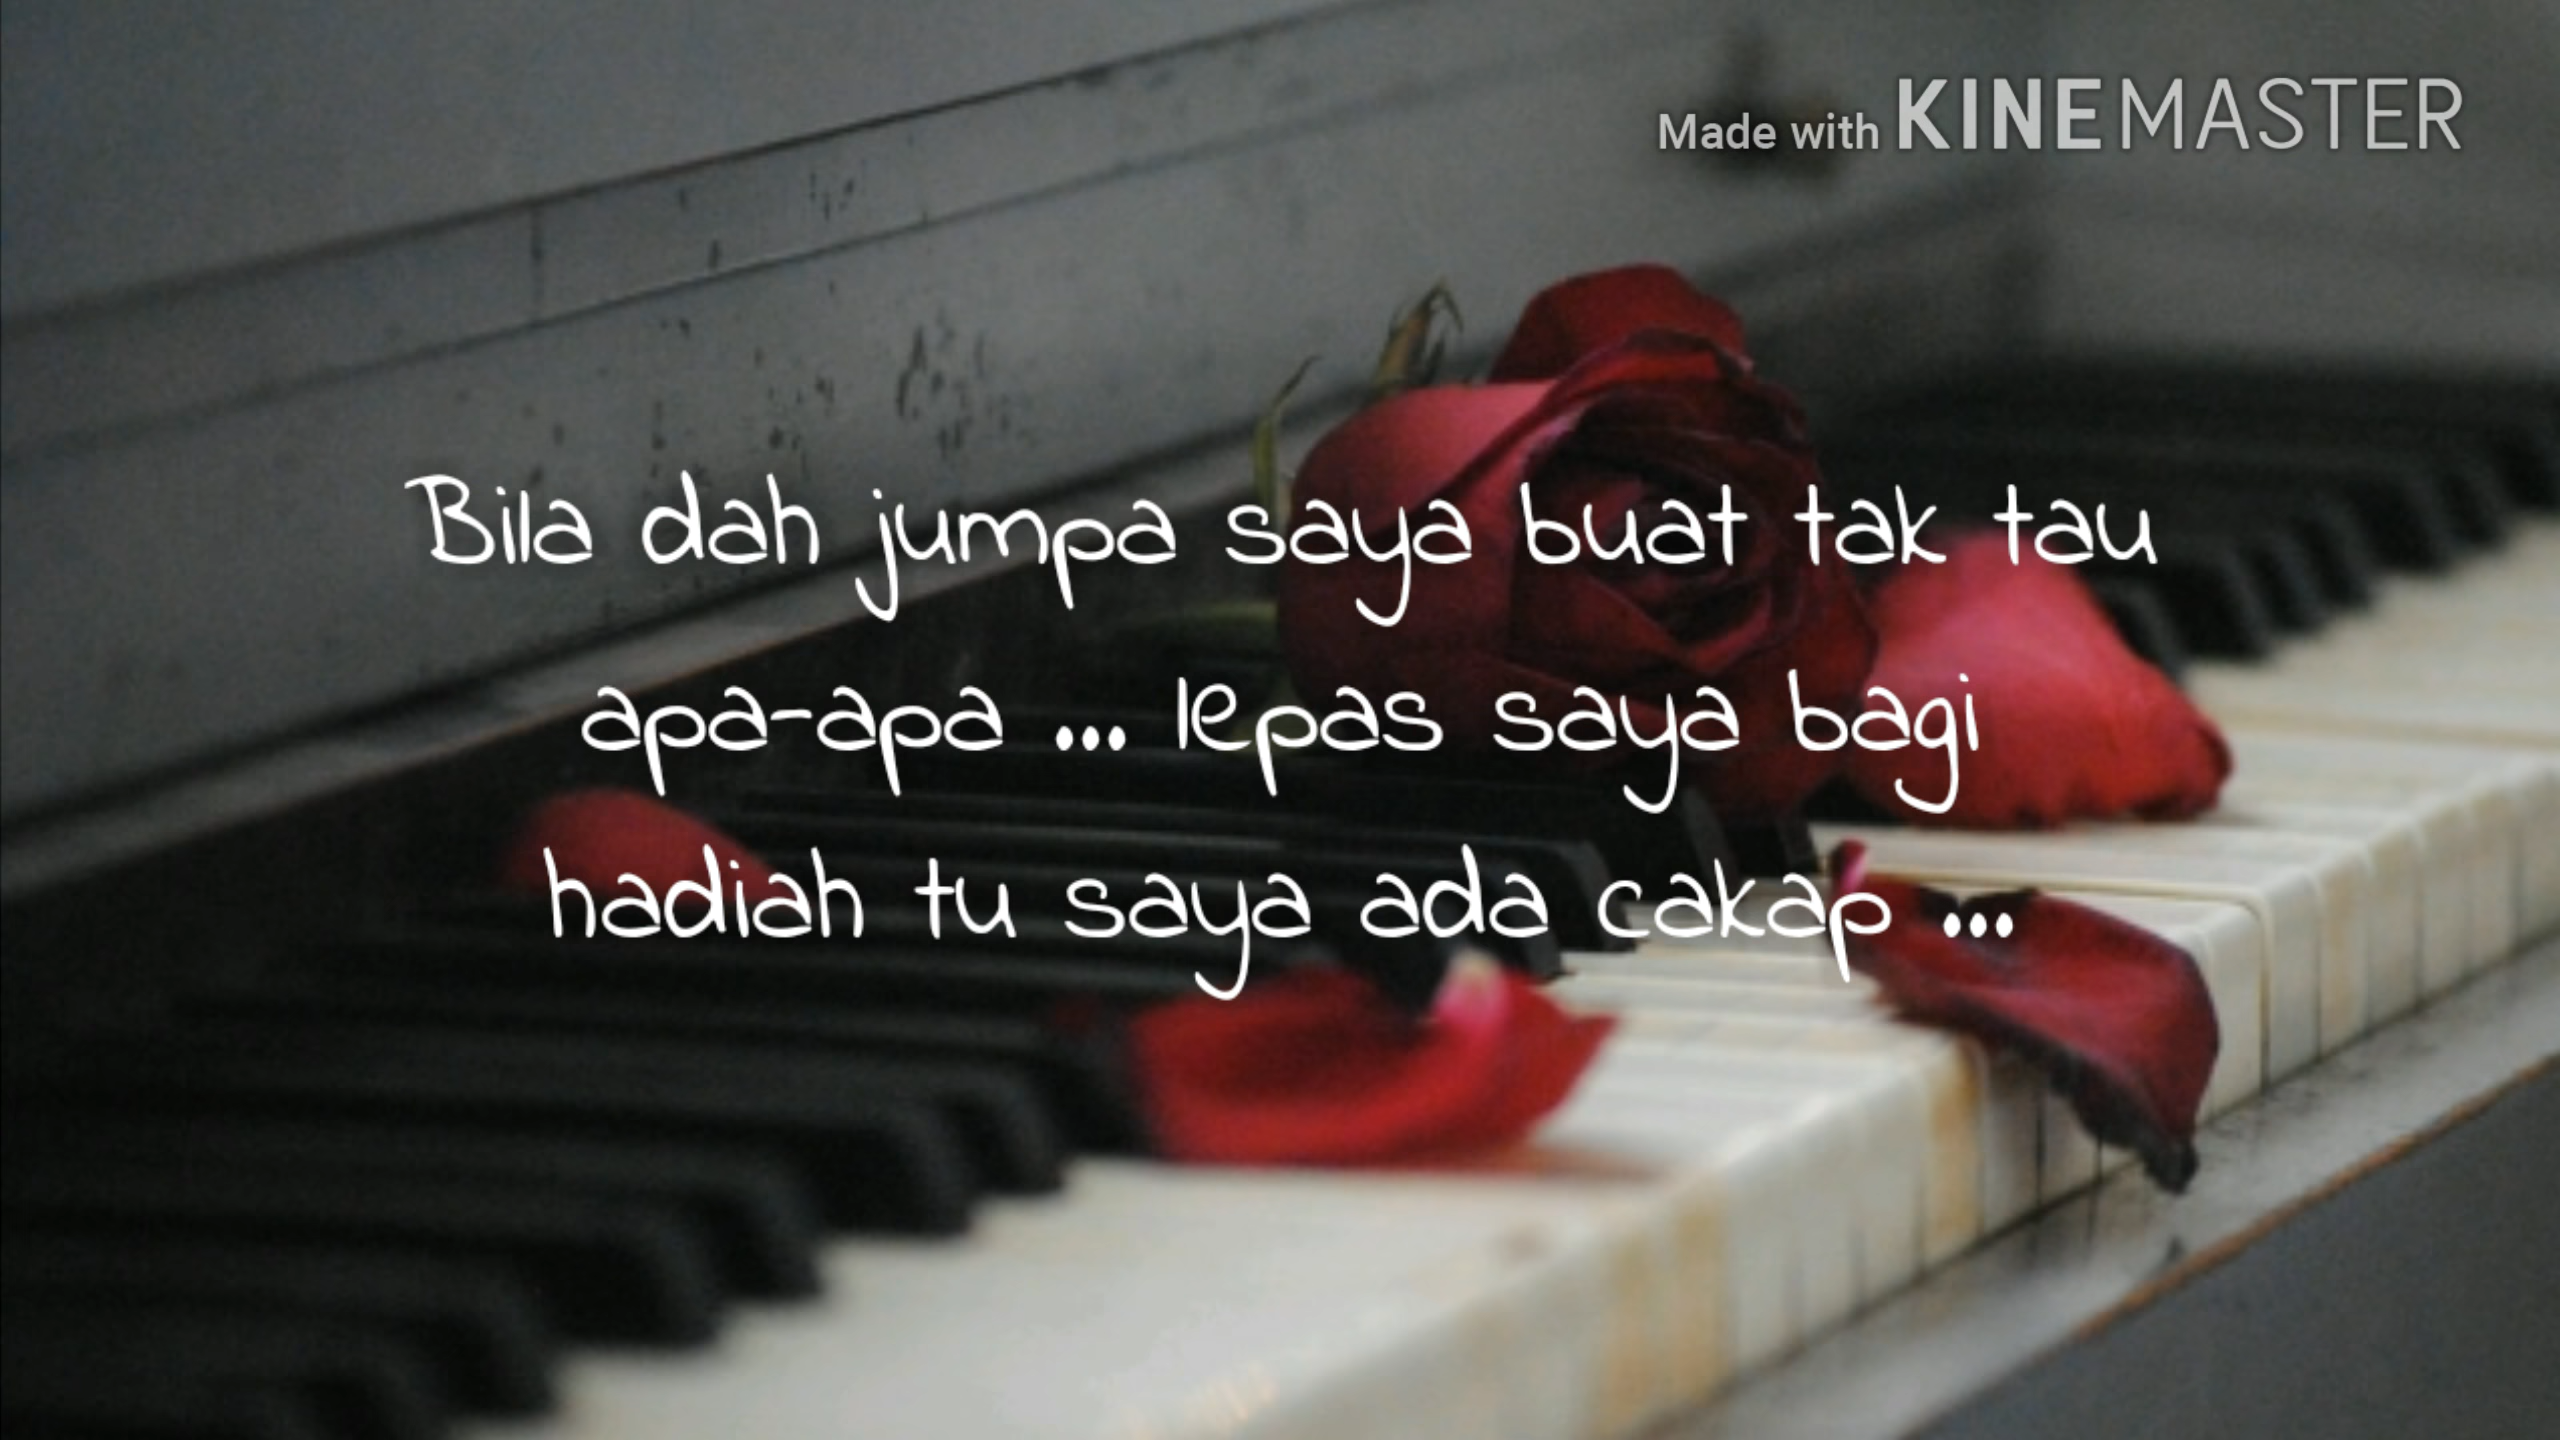 Made with KINEMASTER
Bila dah jumpa saya buat tak tau
apa-apa ... lepas saya bagi
hadiah tu saya ada cakap ...